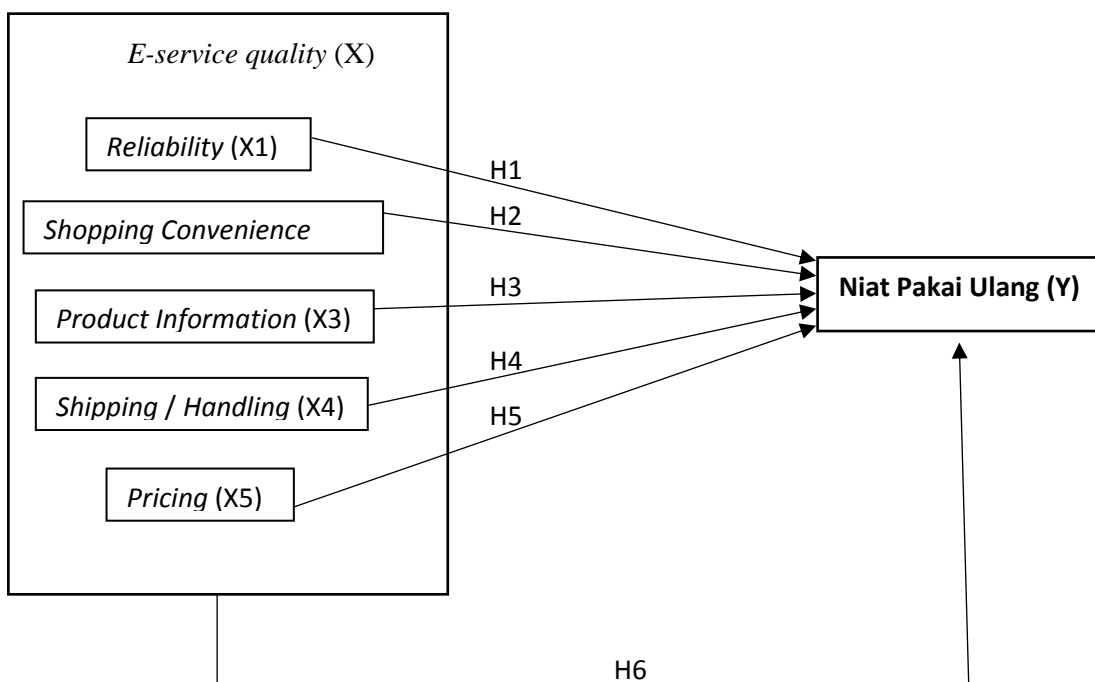 E-service quality (X)
Reliability (X1)
H1
Shopping Convenience
H2
Product Information (X3)
H3
Niat Pakai Ulang (Y)
Shipping / Handling (X4)
H4
Pricing (X5)
H5
H6